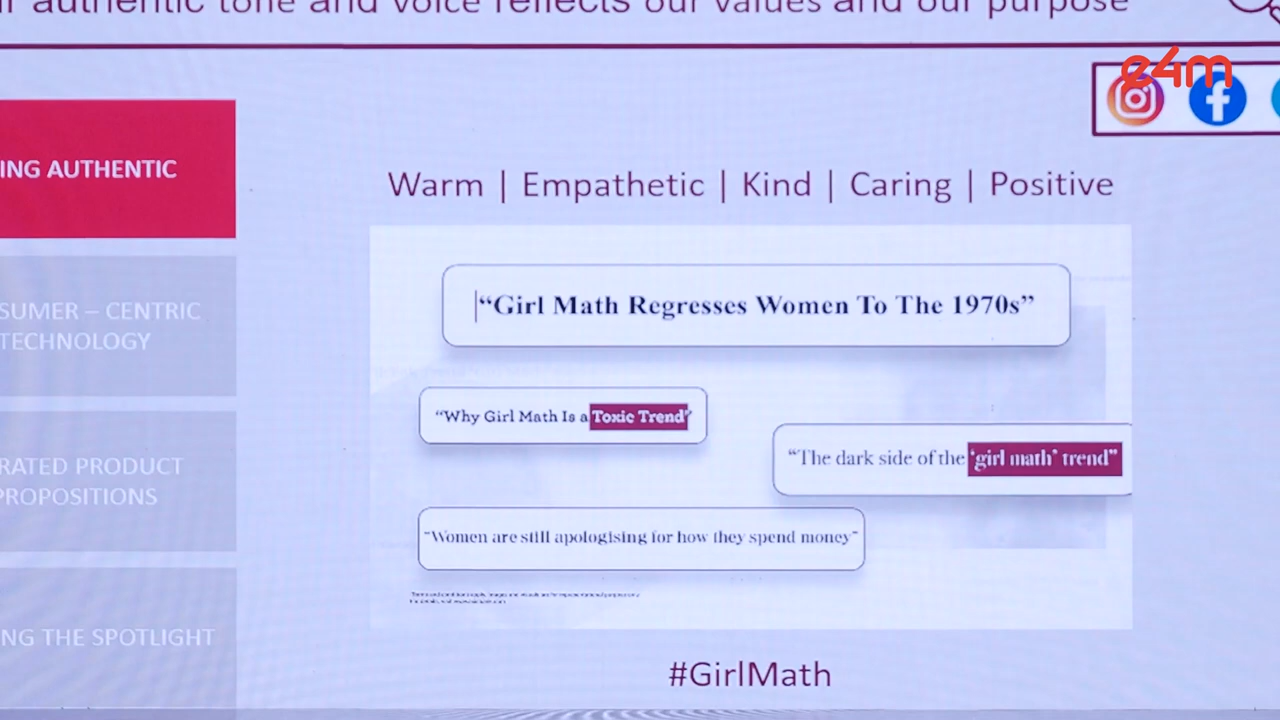 authentic tone and voice reflects our values and our purpose
e4m
ING AUTHENTIC
Warm | Empathetic | Kind | Caring | Positive
“Girl Math Regresses Women To The 1970s”
SUMER – CENTRIC
TECHNOLOGY
“Why Girl Math Is a Toxic Trend”
“The dark side of the ‘girl math’ trend”
RATED PRODUCT
PROPOSITIONS
“Women are still apologising for how they spend money”
NG THE SPOTLIGHT
#GirlMath